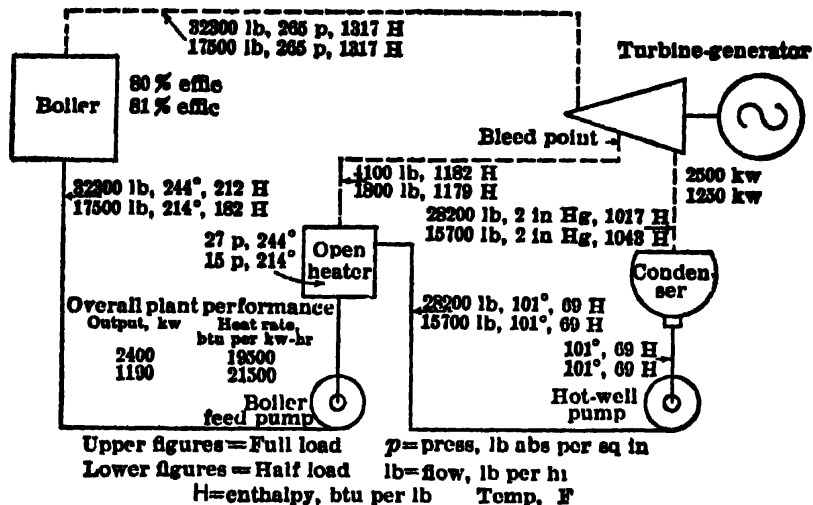 32300 lb, 265 p, 1317 H
17500 lb, 265 p, 1317 H
Turbine-generator
Boiler
80% effic
81% effic
Bleed point
4100 lb, 1182 H
1800 lb, 1179 H
2500 kw
1250 kw
32300 lb, 244°, 212 H
17500 lb, 214°, 182 H
28200 lb, 2 in Hg, 1017 H
15700 lb, 2 in Hg, 1043 H
27 p, 244°
15 p, 214°
Open
heater
Conden-
ser
Overall plant performance
Output, kw Heat rate,
btu per kw-hr
2400 19500
1190 21500
28200 lb, 101°, 69 H
15700 lb, 101°, 69 H
101°, 69 H
101°, 69 H
Boiler
feed pump
Hot-well
pump
Upper figures=Full load p=press, lb abs per sq in
Lower figures=Half load lb=flow, lb per hr
H=enthalpy, btu per lb Temp, F